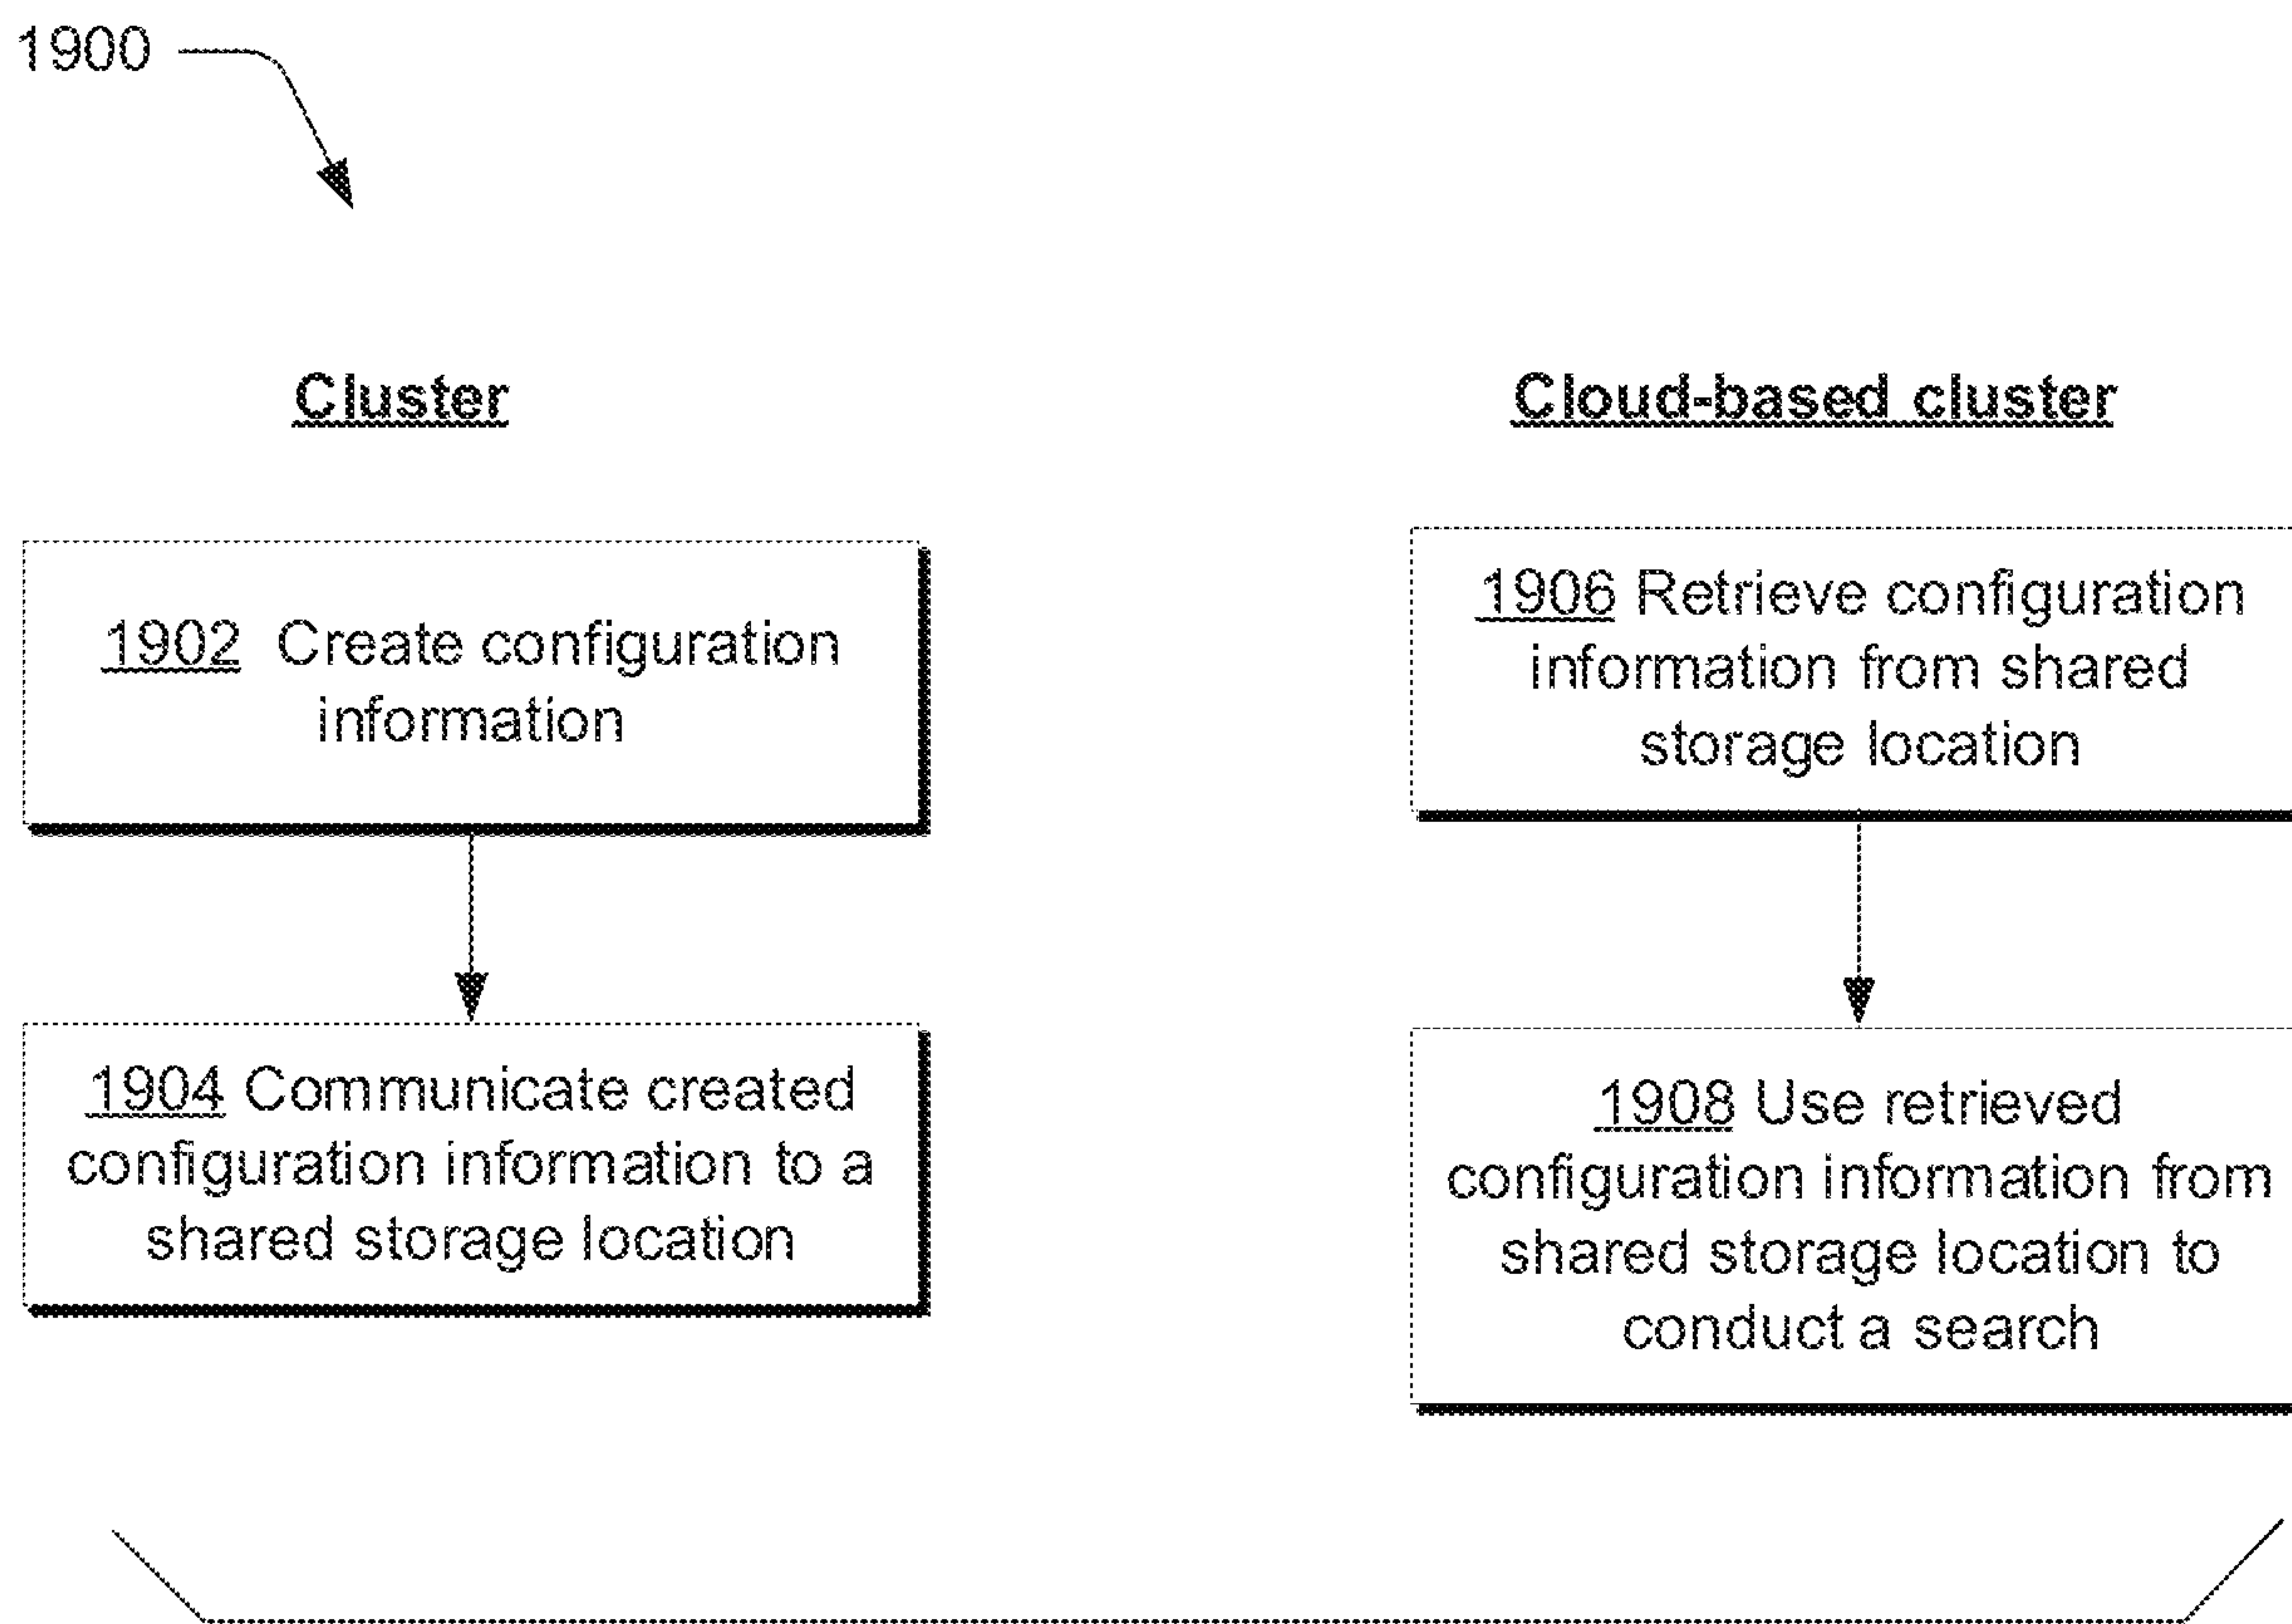 1900
Cluster
1902 Create configuration
information
1904 Communicate created
configuration information to a
shared storage location
Cloud-based cluster
1906 Retrieve configuration
information from shared
storage location
1908 Use retrieved
configuration information from
shared storage location to
conduct a search